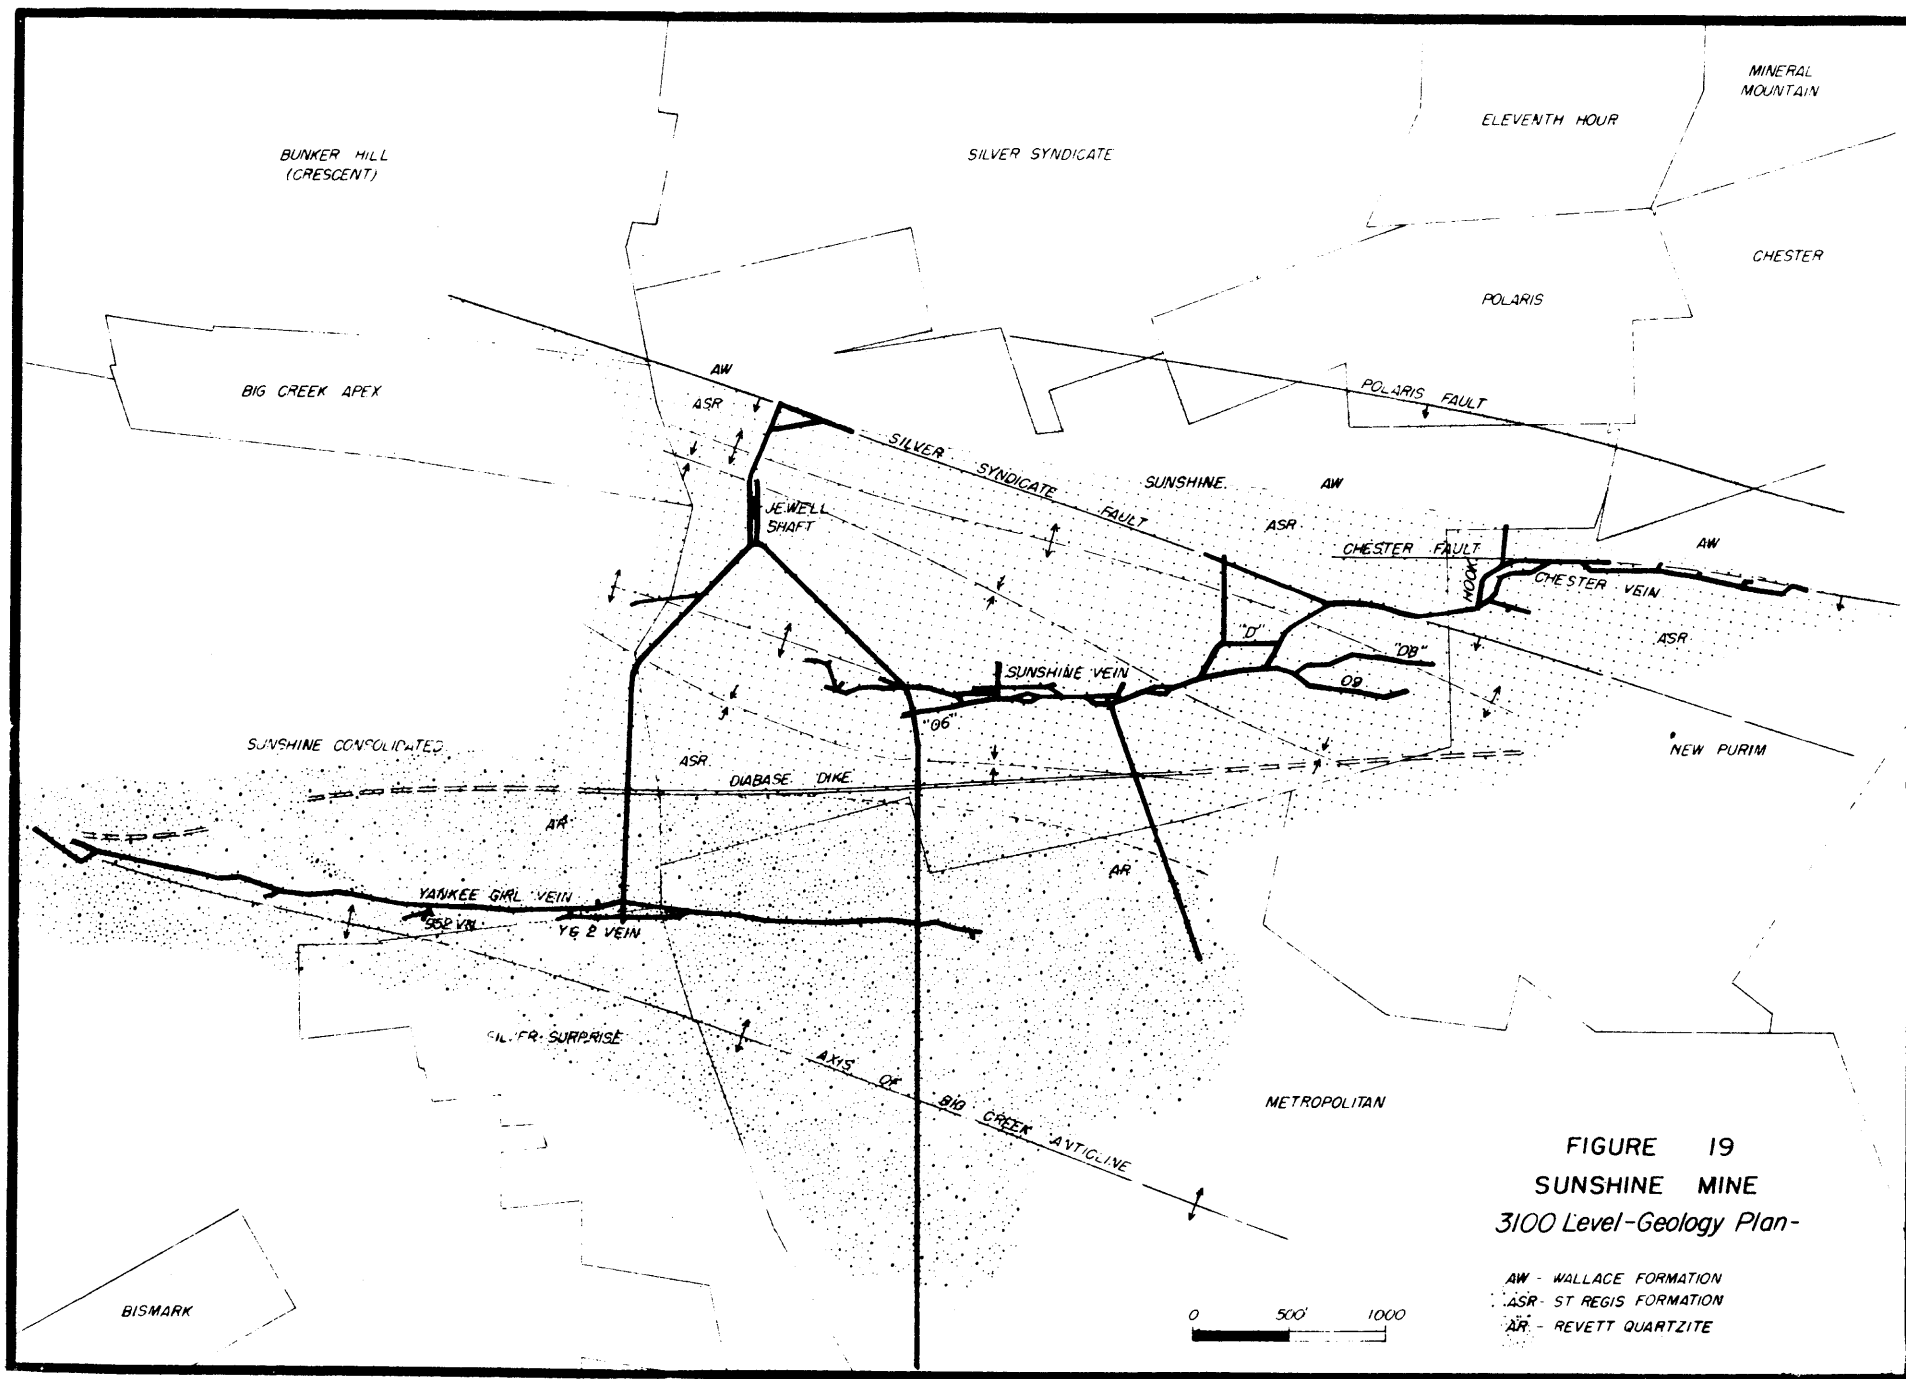 MINERAL
MOUNTAIN
ELEVENTH HOUR
BUNKER HILL
(CRESCENT)
SILVER SYNDICATE
CHESTER
POLARIS
BIG CREEK APEX
AW
ASR
POLARIS FAULT
SILVER SYNDICATE FAULT
SUNSHINE
AW
ASR
JEWELL
SHAFT
CHESTER FAULT
AW
HOOK
CHESTER VEIN
ASR
"D"
"08"
09
SUNSHINE VEIN
"06"
SUNSHINE CONSOLIDATED
ASR
DIABASE DIKE
NEW PURIM
AR
AR
YANKEE GIRL VEIN
952 VN.
YG 2 VEIN
SURPRISE
AXIS OF BIG CREEK ANTICLINE
METROPOLITAN
BISMARK
FIGURE 19
SUNSHINE MINE
3100 Level-Geology Plan-
AW - WALLACE FORMATION
ASR - ST REGIS FORMATION
AR - REVETT QUARTZITE
0 500' 1000